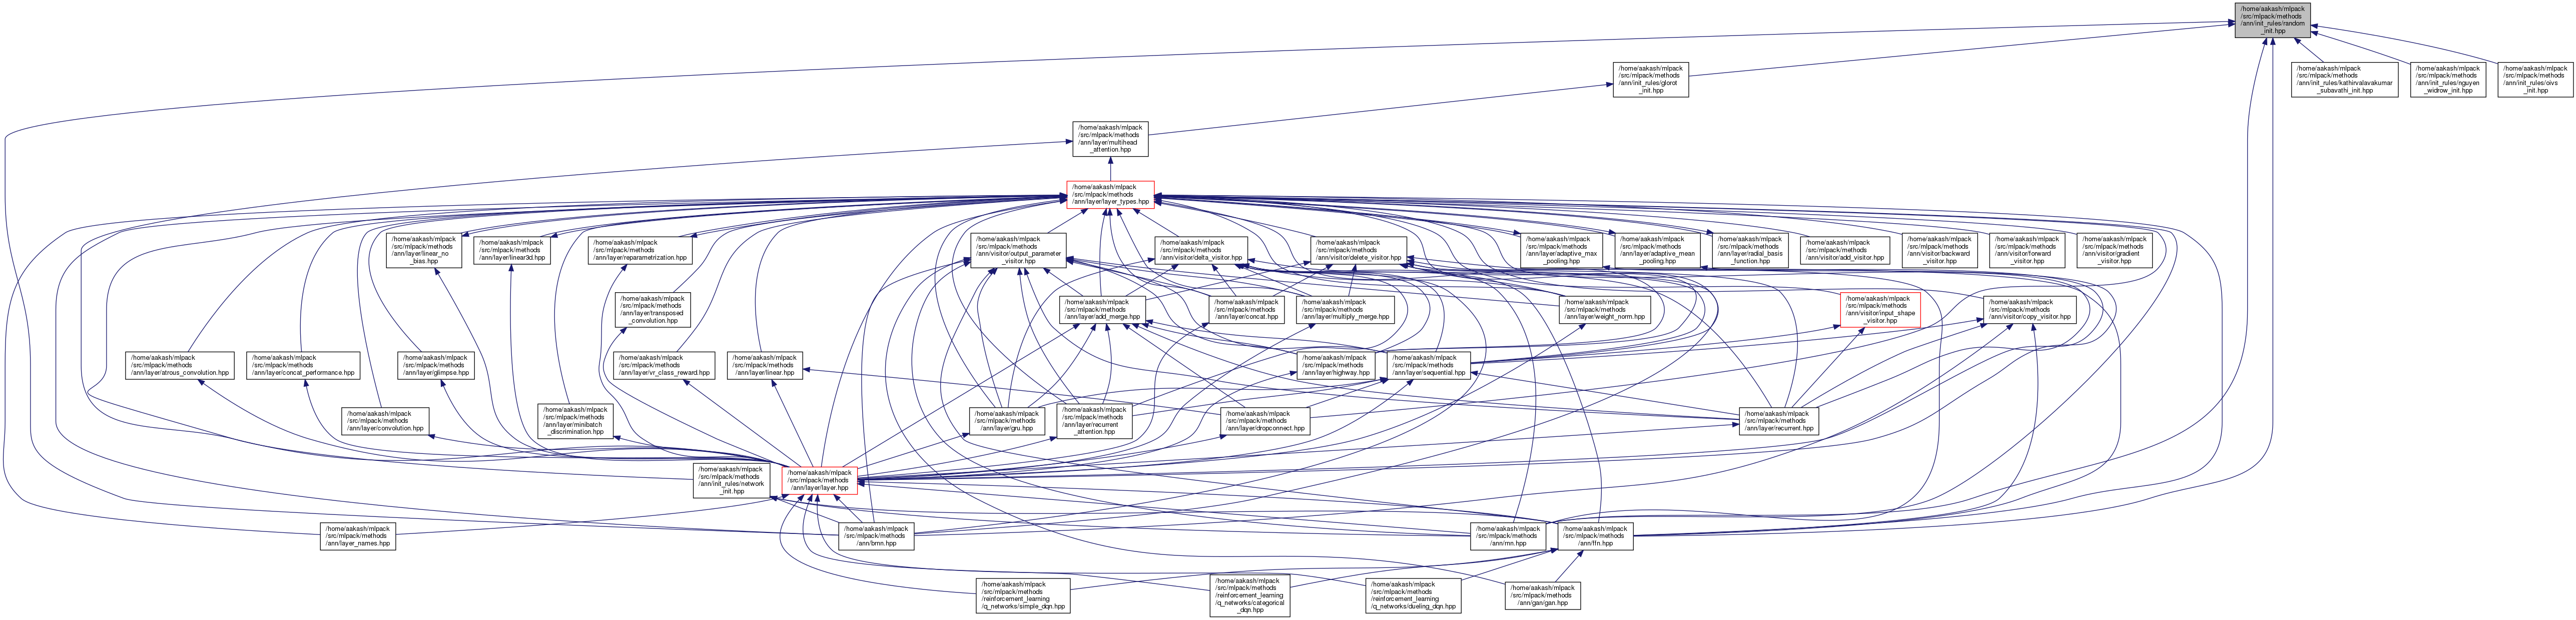 /home/aakash/mlpack
/src/mlpack/methods
/ann/init_rules/random
_init.hpp
/home/aakash/mlpack
/src/mlpack/methods
/ann/init_rules/glorot
_init.hpp
/home/aakash/mlpack
/src/mlpack/methods
/ann/init_rules/kathirvalavakumar
_subavathi_init.hpp
/home/aakash/mlpack
/src/mlpack/methods
/ann/init_rules/nguyen
_widrow_init.hpp
/home/aakash/mlpack
/src/mlpack/methods
/ann/init_rules/oivs
_init.hpp
/home/aakash/mlpack
/src/mlpack/methods
/ann/layer/multihead
_attention.hpp
/home/aakash/mlpack
/src/mlpack/methods
/ann/layer/layer_types.hpp
/home/aakash/mlpack
/src/mlpack/methods
/ann/layer/linear_no
_bias.hpp
/home/aakash/mlpack
/src/mlpack/methods
/ann/layer/linear3d.hpp
/home/aakash/mlpack
/src/mlpack/methods
/ann/layer/reparametrization.hpp
/home/aakash/mlpack
/src/mlpack/methods
/ann/visitor/output_parameter
_visitor.hpp
/home/aakash/mlpack
/src/mlpack/methods
/ann/visitor/delta_visitor.hpp
/home/aakash/mlpack
/src/mlpack/methods
/ann/visitor/delete_visitor.hpp
/home/aakash/mlpack
/src/mlpack/methods
/ann/layer/adaptive_max
_pooling.hpp
/home/aakash/mlpack
/src/mlpack/methods
/ann/layer/adaptive_mean
_pooling.hpp
/home/aakash/mlpack
/src/mlpack/methods
/ann/layer/radial_basis
_function.hpp
/home/aakash/mlpack
/src/mlpack/methods
/ann/visitor/add_visitor.hpp
/home/aakash/mlpack
/src/mlpack/methods
/ann/visitor/backward
_visitor.hpp
/home/aakash/mlpack
/src/mlpack/methods
/ann/visitor/forward
_visitor.hpp
/home/aakash/mlpack
/src/mlpack/methods
/ann/visitor/gradient
_visitor.hpp
/home/aakash/mlpack
/src/mlpack/methods
/ann/layer/transposed
_convolution.hpp
/home/aakash/mlpack
/src/mlpack/methods
/ann/layer/add_merge.hpp
/home/aakash/mlpack
/src/mlpack/methods
/ann/layer/concat.hpp
/home/aakash/mlpack
/src/mlpack/methods
/ann/layer/multiply_merge.hpp
/home/aakash/mlpack
/src/mlpack/methods
/ann/layer/weight_norm.hpp
/home/aakash/mlpack
/src/mlpack/methods
/ann/visitor/input_shape
_visitor.hpp
/home/aakash/mlpack
/src/mlpack/methods
/ann/visitor/copy_visitor.hpp
/home/aakash/mlpack
/src/mlpack/methods
/ann/layer/atrous_convolution.hpp
/home/aakash/mlpack
/src/mlpack/methods
/ann/layer/concat_performance.hpp
/home/aakash/mlpack
/src/mlpack/methods
/ann/layer/glimpse.hpp
/home/aakash/mlpack
/src/mlpack/methods
/ann/layer/vr_class_reward.hpp
/home/aakash/mlpack
/src/mlpack/methods
/ann/layer/linear.hpp
/home/aakash/mlpack
/src/mlpack/methods
/ann/layer/highway.hpp
/home/aakash/mlpack
/src/mlpack/methods
/ann/layer/sequential.hpp
/home/aakash/mlpack
/src/mlpack/methods
/ann/layer/convolution.hpp
/home/aakash/mlpack
/src/mlpack/methods
/ann/layer/minibatch
_discrimination.hpp
/home/aakash/mlpack
/src/mlpack/methods
/ann/layer/gru.hpp
/home/aakash/mlpack
/src/mlpack/methods
/ann/layer/recurrent
_attention.hpp
/home/aakash/mlpack
/src/mlpack/methods
/ann/layer/dropconnect.hpp
/home/aakash/mlpack
/src/mlpack/methods
/ann/layer/recurrent.hpp
/home/aakash/mlpack
/src/mlpack/methods
/ann/init_rules/network
_init.hpp
/home/aakash/mlpack
/src/mlpack/methods
/ann/layer/layer.hpp
/home/aakash/mlpack
/src/mlpack/methods
/ann/layer_names.hpp
/home/aakash/mlpack
/src/mlpack/methods
/ann/brnn.hpp
/home/aakash/mlpack
/src/mlpack/methods
/ann/rnn.hpp
/home/aakash/mlpack
/src/mlpack/methods
/ann/ffn.hpp
/home/aakash/mlpack
/src/mlpack/methods
/reinforcement_learning
/q_networks/simple_dqn.hpp
/home/aakash/mlpack
/src/mlpack/methods
/reinforcement_learning
/q_networks/categorical
_dqn.hpp
/home/aakash/mlpack
/src/mlpack/methods
/reinforcement_learning
/q_networks/dueling_dqn.hpp
/home/aakash/mlpack
/src/mlpack/methods
/ann/gan/gan.hpp